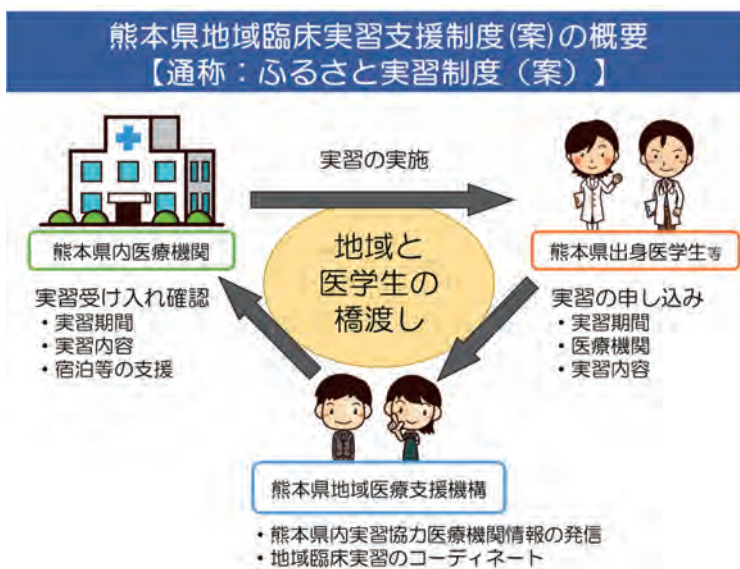 熊本県地域臨床実習支援制度(案)の概要
【通称：ふるさと実習制度（案）】
実習の実施
熊本県内医療機関
地域と
医学生の
橋渡し
熊本県出身医学生等
実習受け入れ確認
・実習期間
・実習内容
・宿泊等の支援
実習の申し込み
・実習期間
・医療機関
・実習内容
熊本県地域医療支援機構
・熊本県内実習協力医療機関情報の発信
・地域臨床実習のコーディネート